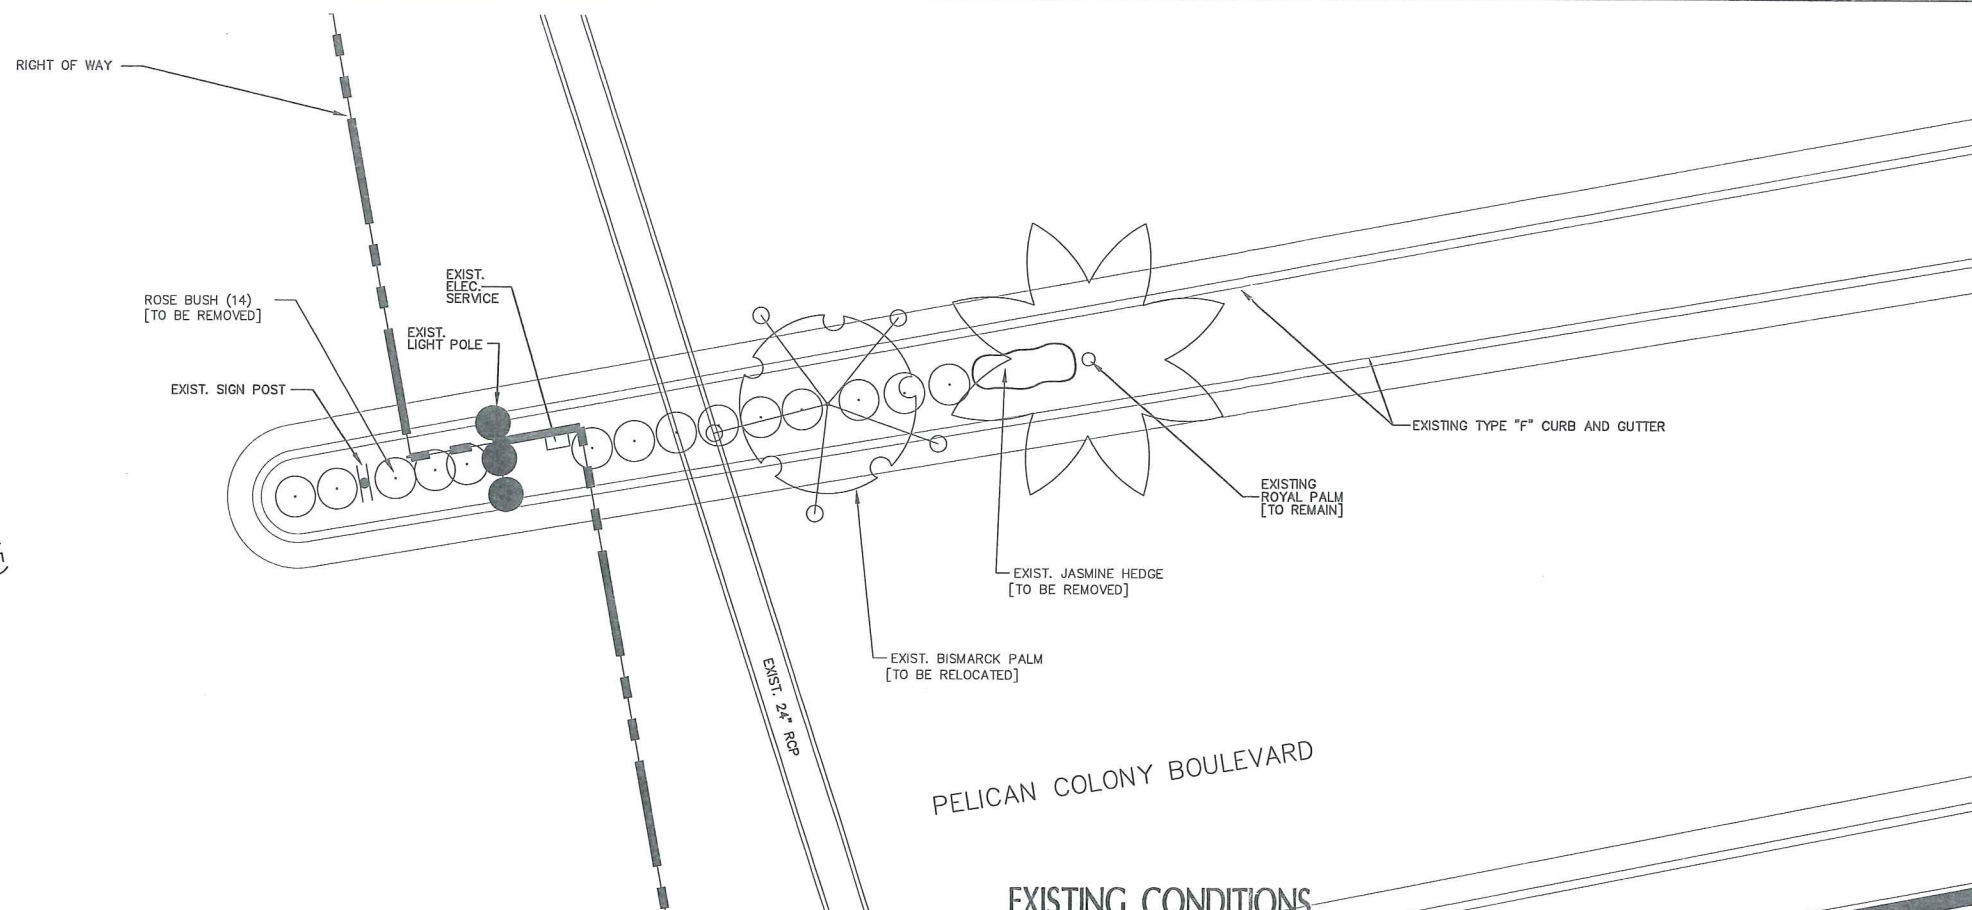 RIGHT OF WAY
EXIST.
ELEC.
SERVICE
ROSE BUSH (14)
[TO BE REMOVED]
EXIST.
LIGHT POLE
EXIST. SIGN POST
EXISTING TYPE "F" CURB AND GUTTER
EXISTING
ROYAL PALM
[TO REMAIN]
EXIST. JASMINE HEDGE
[TO BE REMOVED]
EXIST. BISMARCK PALM
[TO BE RELOCATED]
EXIST. 24" RCP
PELICAN COLONY BOULEVARD
EXISTING CONDITIONS